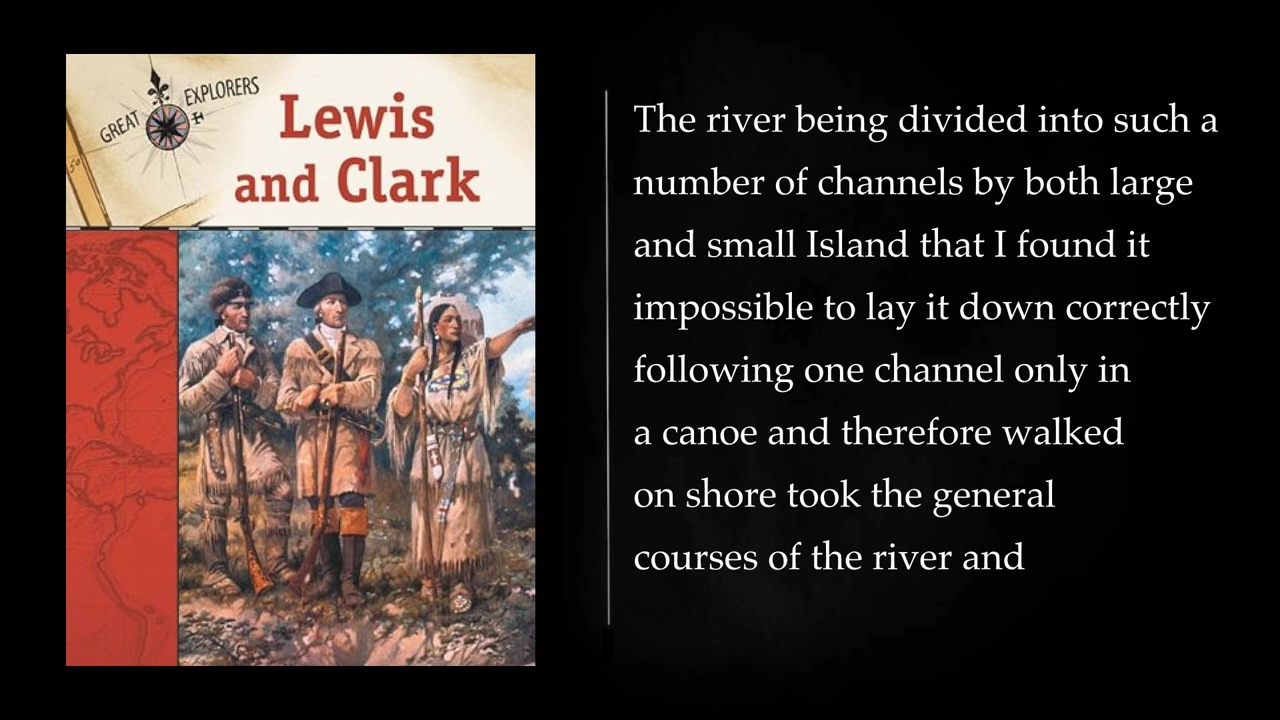 GREAT EXPLORERS
Lewis
and Clark
50
The river being divided into such a
number of channels by both large
and small Island that I found it
impossible to lay it down correctly
following one channel only in
a canoe and therefore walked
on shore took the general
courses of the river and